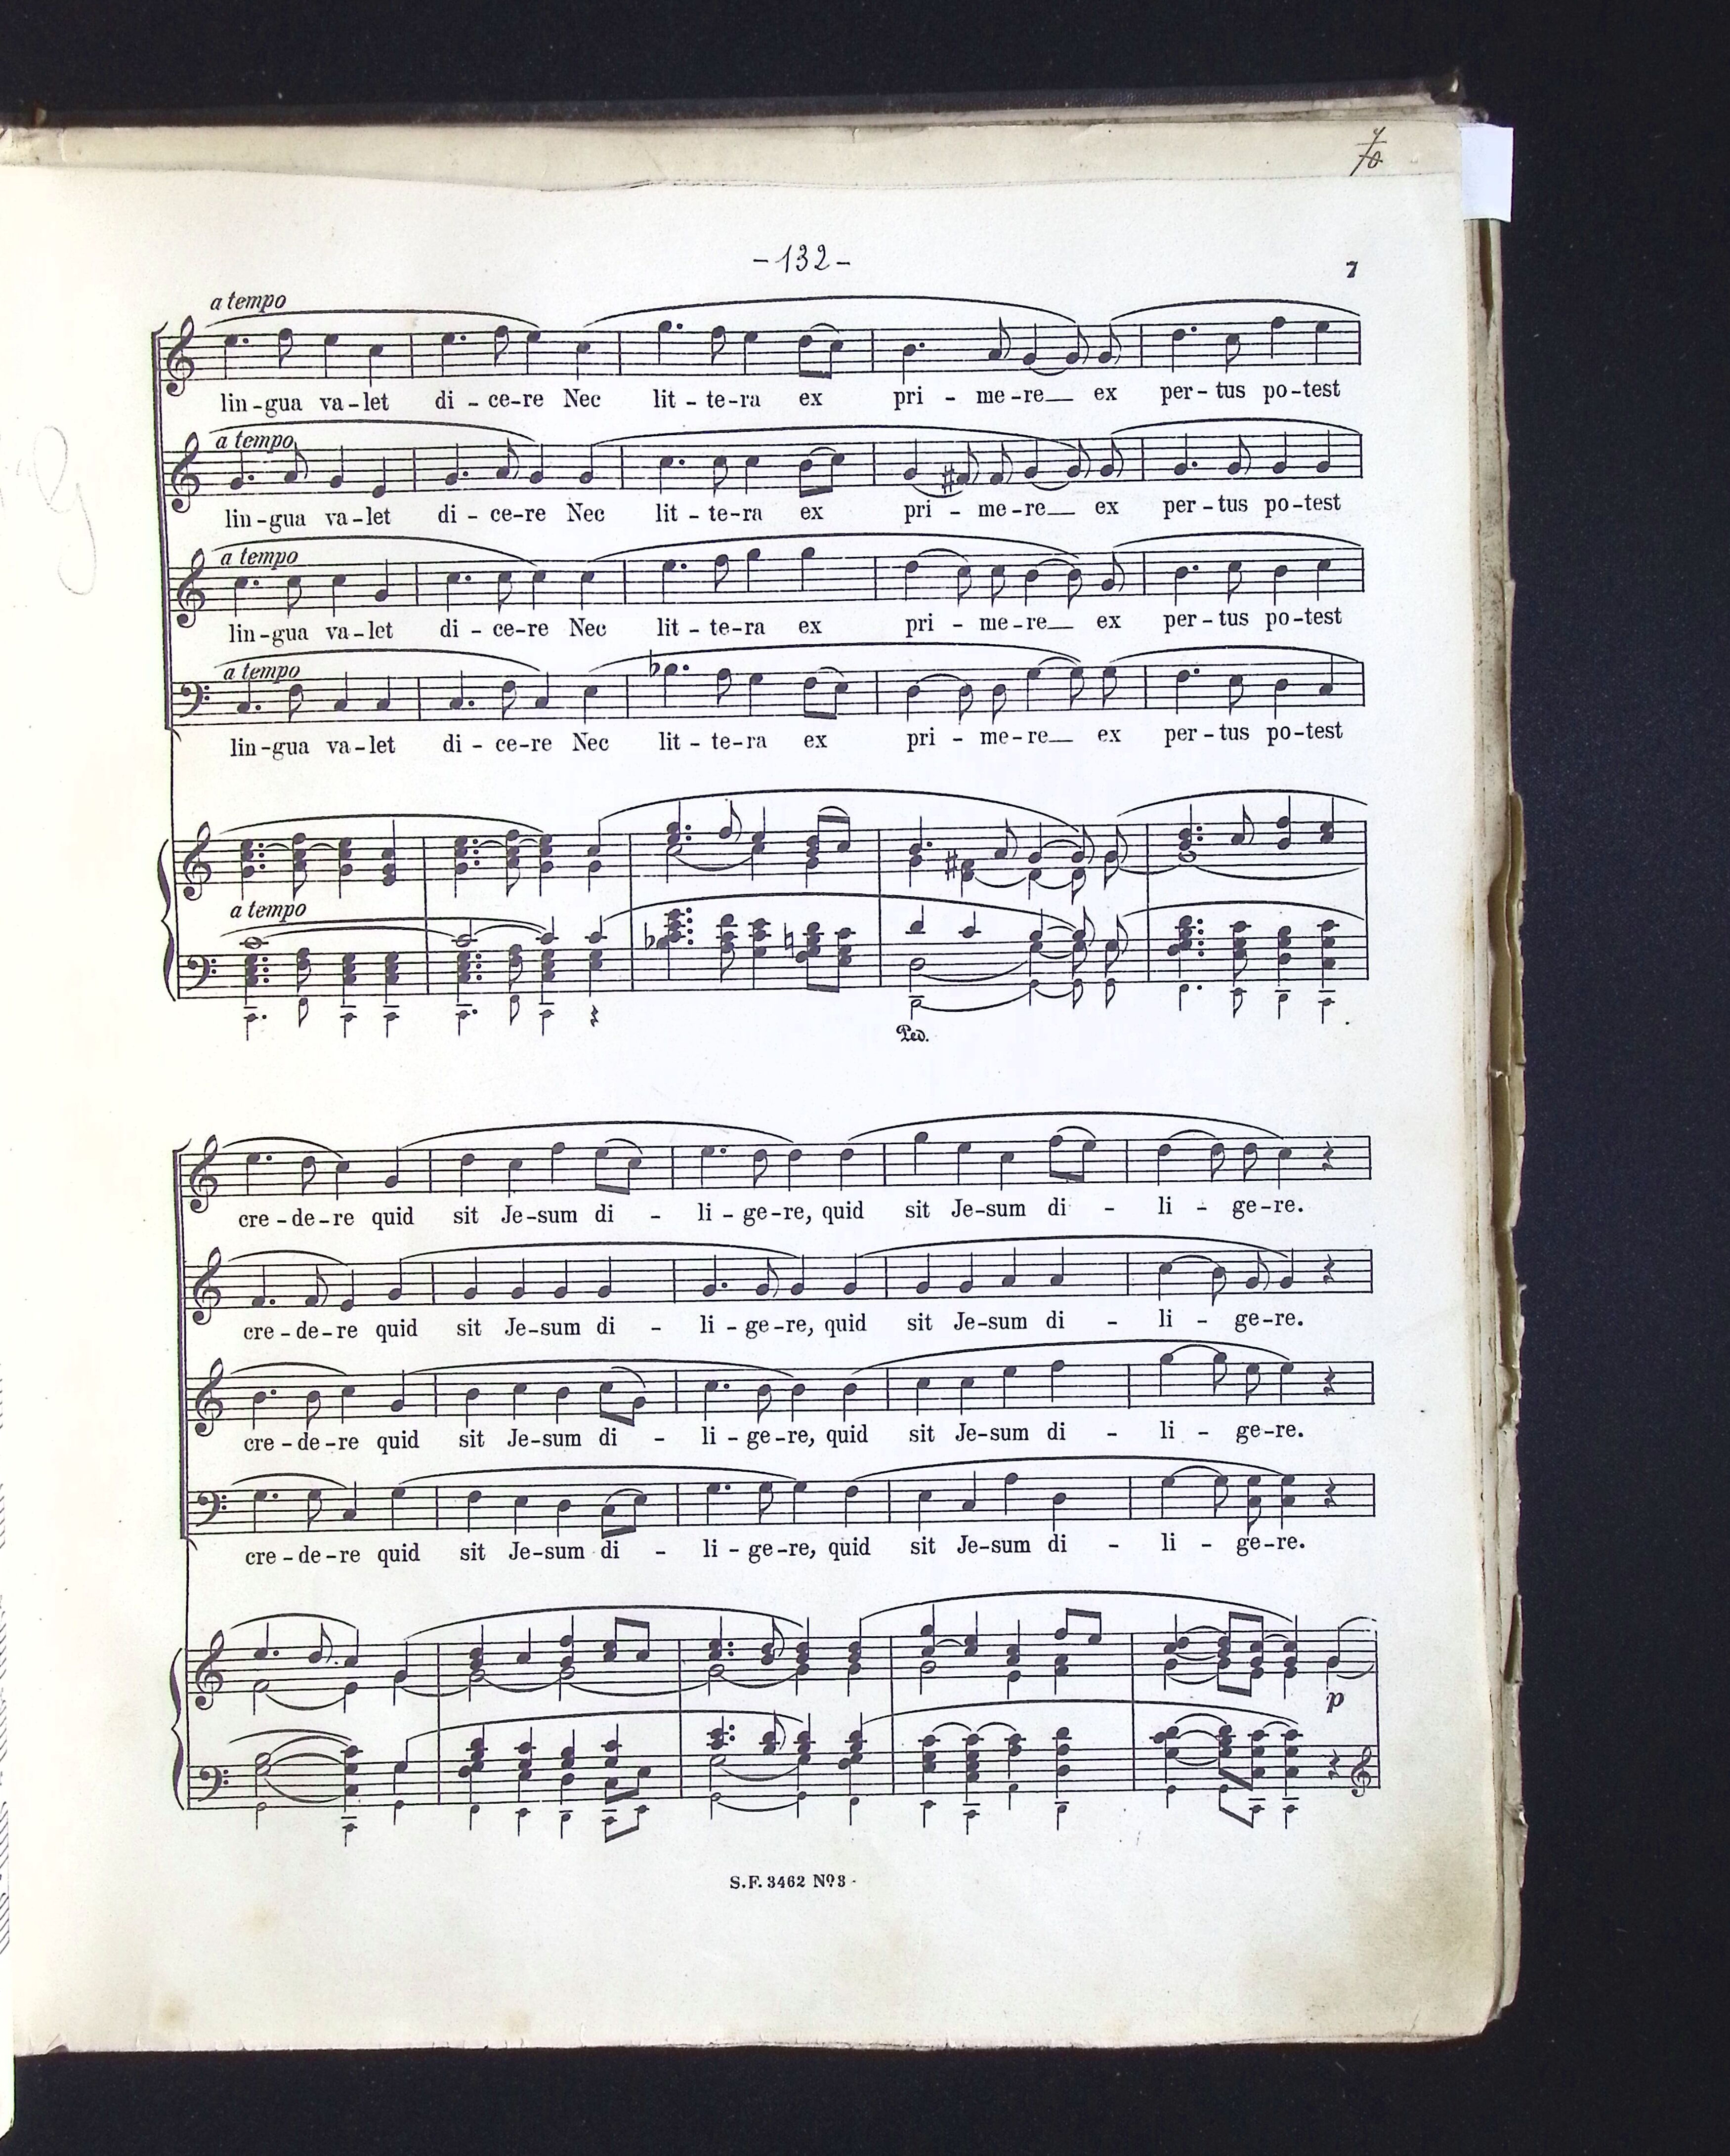 70
-132-
7
a tempo
lin-gua va-let di-ce-re Nec lit-te-ra ex pri-me-re ex per-tus po-test
a tempo
lin-gua va-let di-ce-re Nec lit-te-ra ex pri-me-re ex per-tus po-test
a tempo
lin-gua va-let di-ce-re Nec lit-te-ra ex pri-me-re ex per-tus po-test
a tempo
lin-gua va-let di-ce-re Nec lit-te-ra ex pri-me-re ex per-tus po-test
a tempo
Ped.
cre-de-re quid sit Je-sum di-li-ge-re, quid sit Je-sum di-li-ge-re.
cre-de-re quid sit Je-sum di-li-ge-re, quid sit Je-sum di-li-ge-re.
cre-de-re quid sit Je-sum di-li-ge-re, quid sit Je-sum di-li-ge-re.
cre-de-re quid sit Je-sum di-li-ge-re, quid sit Je-sum di-li-ge-re.
p
S.F. 3462 Nº3